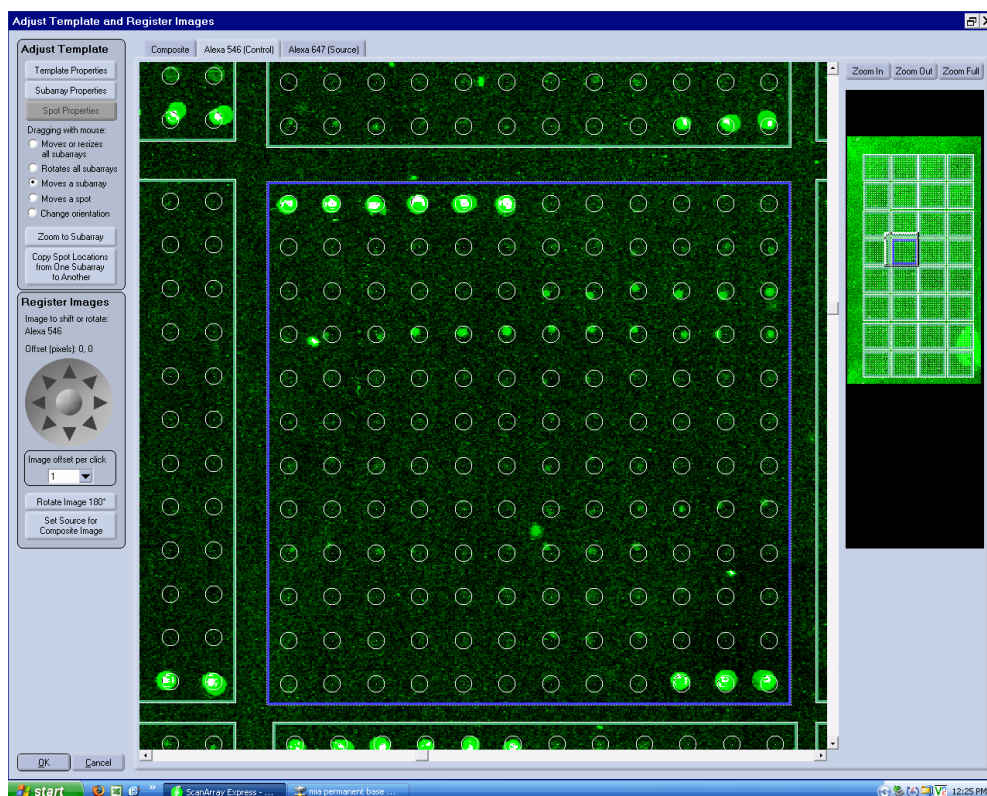 Adjust Template and Register Images
Adjust Template
Template Properties
Subarray Properties
Spot Properties
Dragging with mouse:
Moves or resizes
all subarrays
Rotates all subarrays
Moves a subarray
Moves a spot
Change orientation
Zoom to Subarray
Copy Spot Locations
from One Subarray
to Another
Register Images
Image to shift or rotate:
Alexa 546
Offset (pixels): 0, 0
Image offset per click
1
Rotate Image 180°
Set Source for
Composite Image
OK
Cancel
Composite
Alexa 546 (Control)
Alexa 647 (Source)
Zoom In
Zoom Out
Zoom Full
start
ScanArray Express - ...
mia permanent base ...
12:25 PM